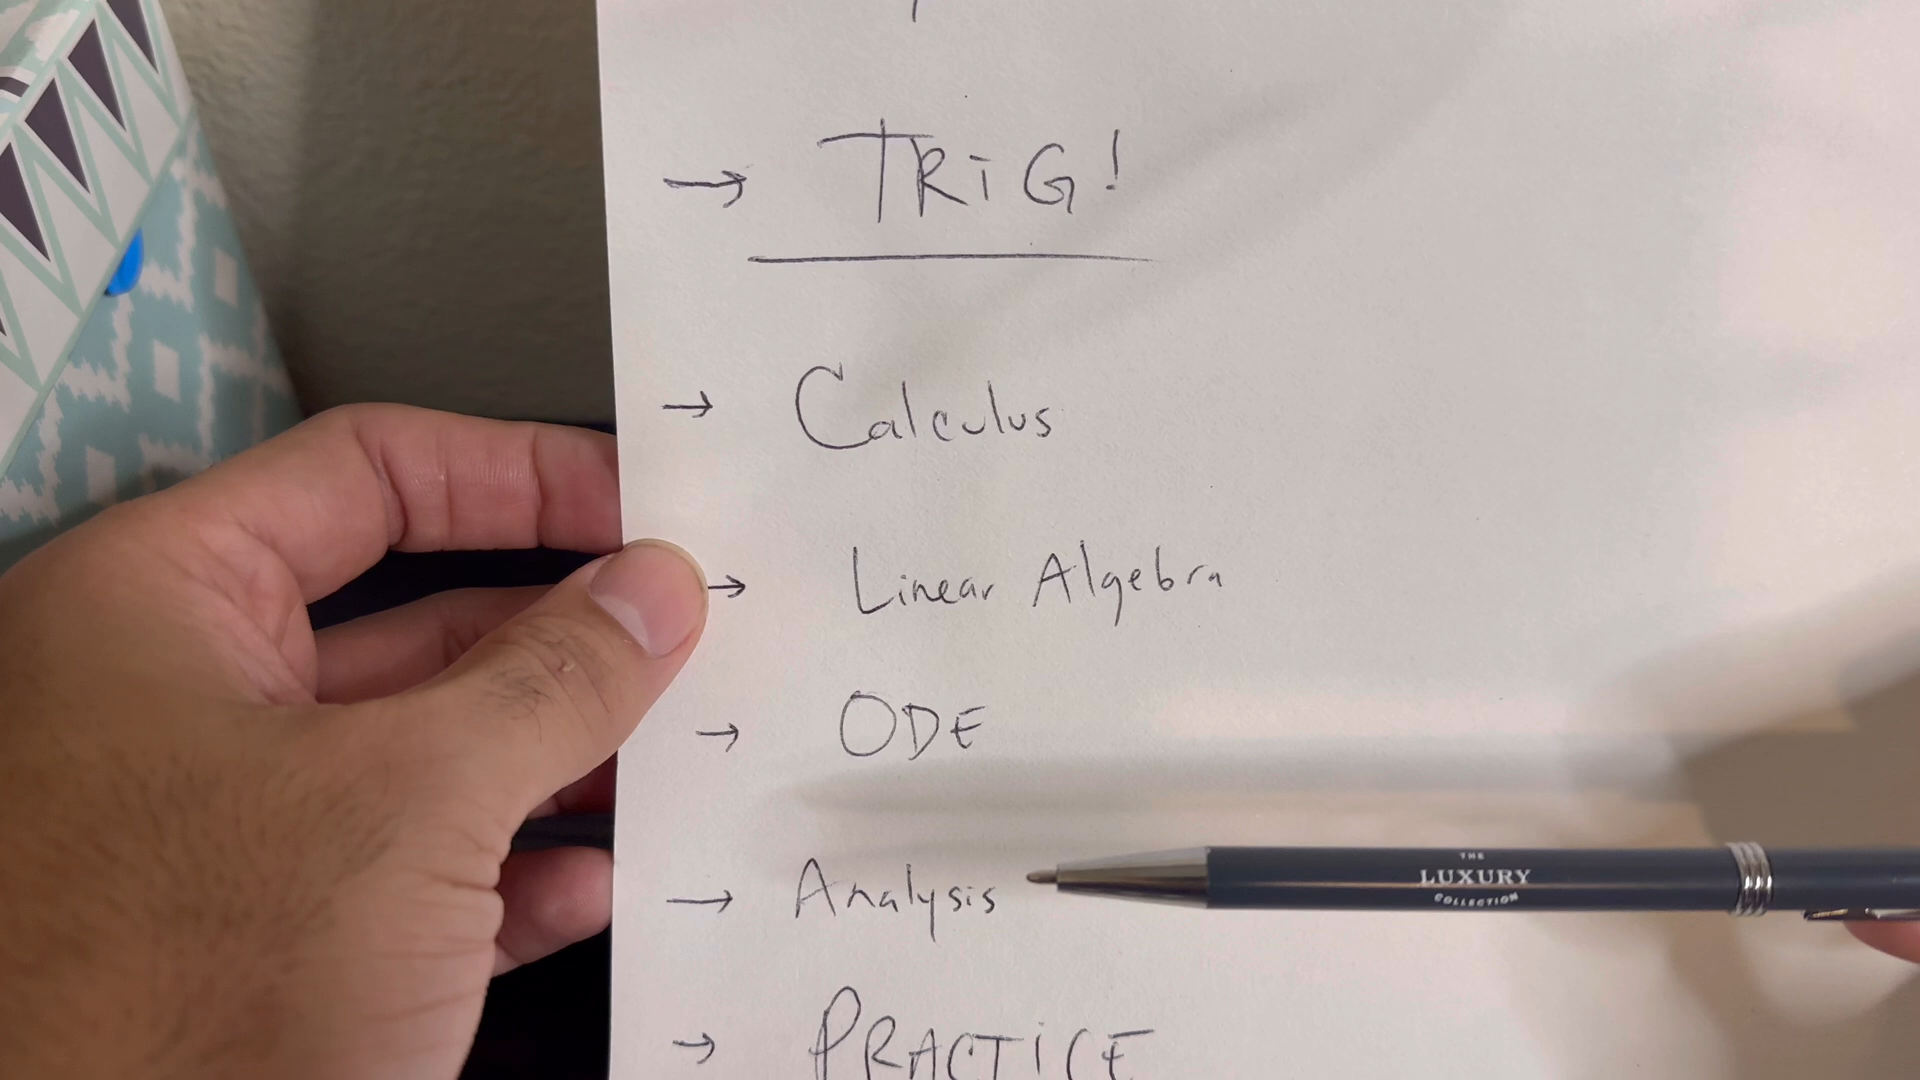 → TRiG!
→ Calculus
→ Linear Algebra
→ ODE
→ Analysis
THE
LUXURY
COLLECTION
→ PRACTiCE